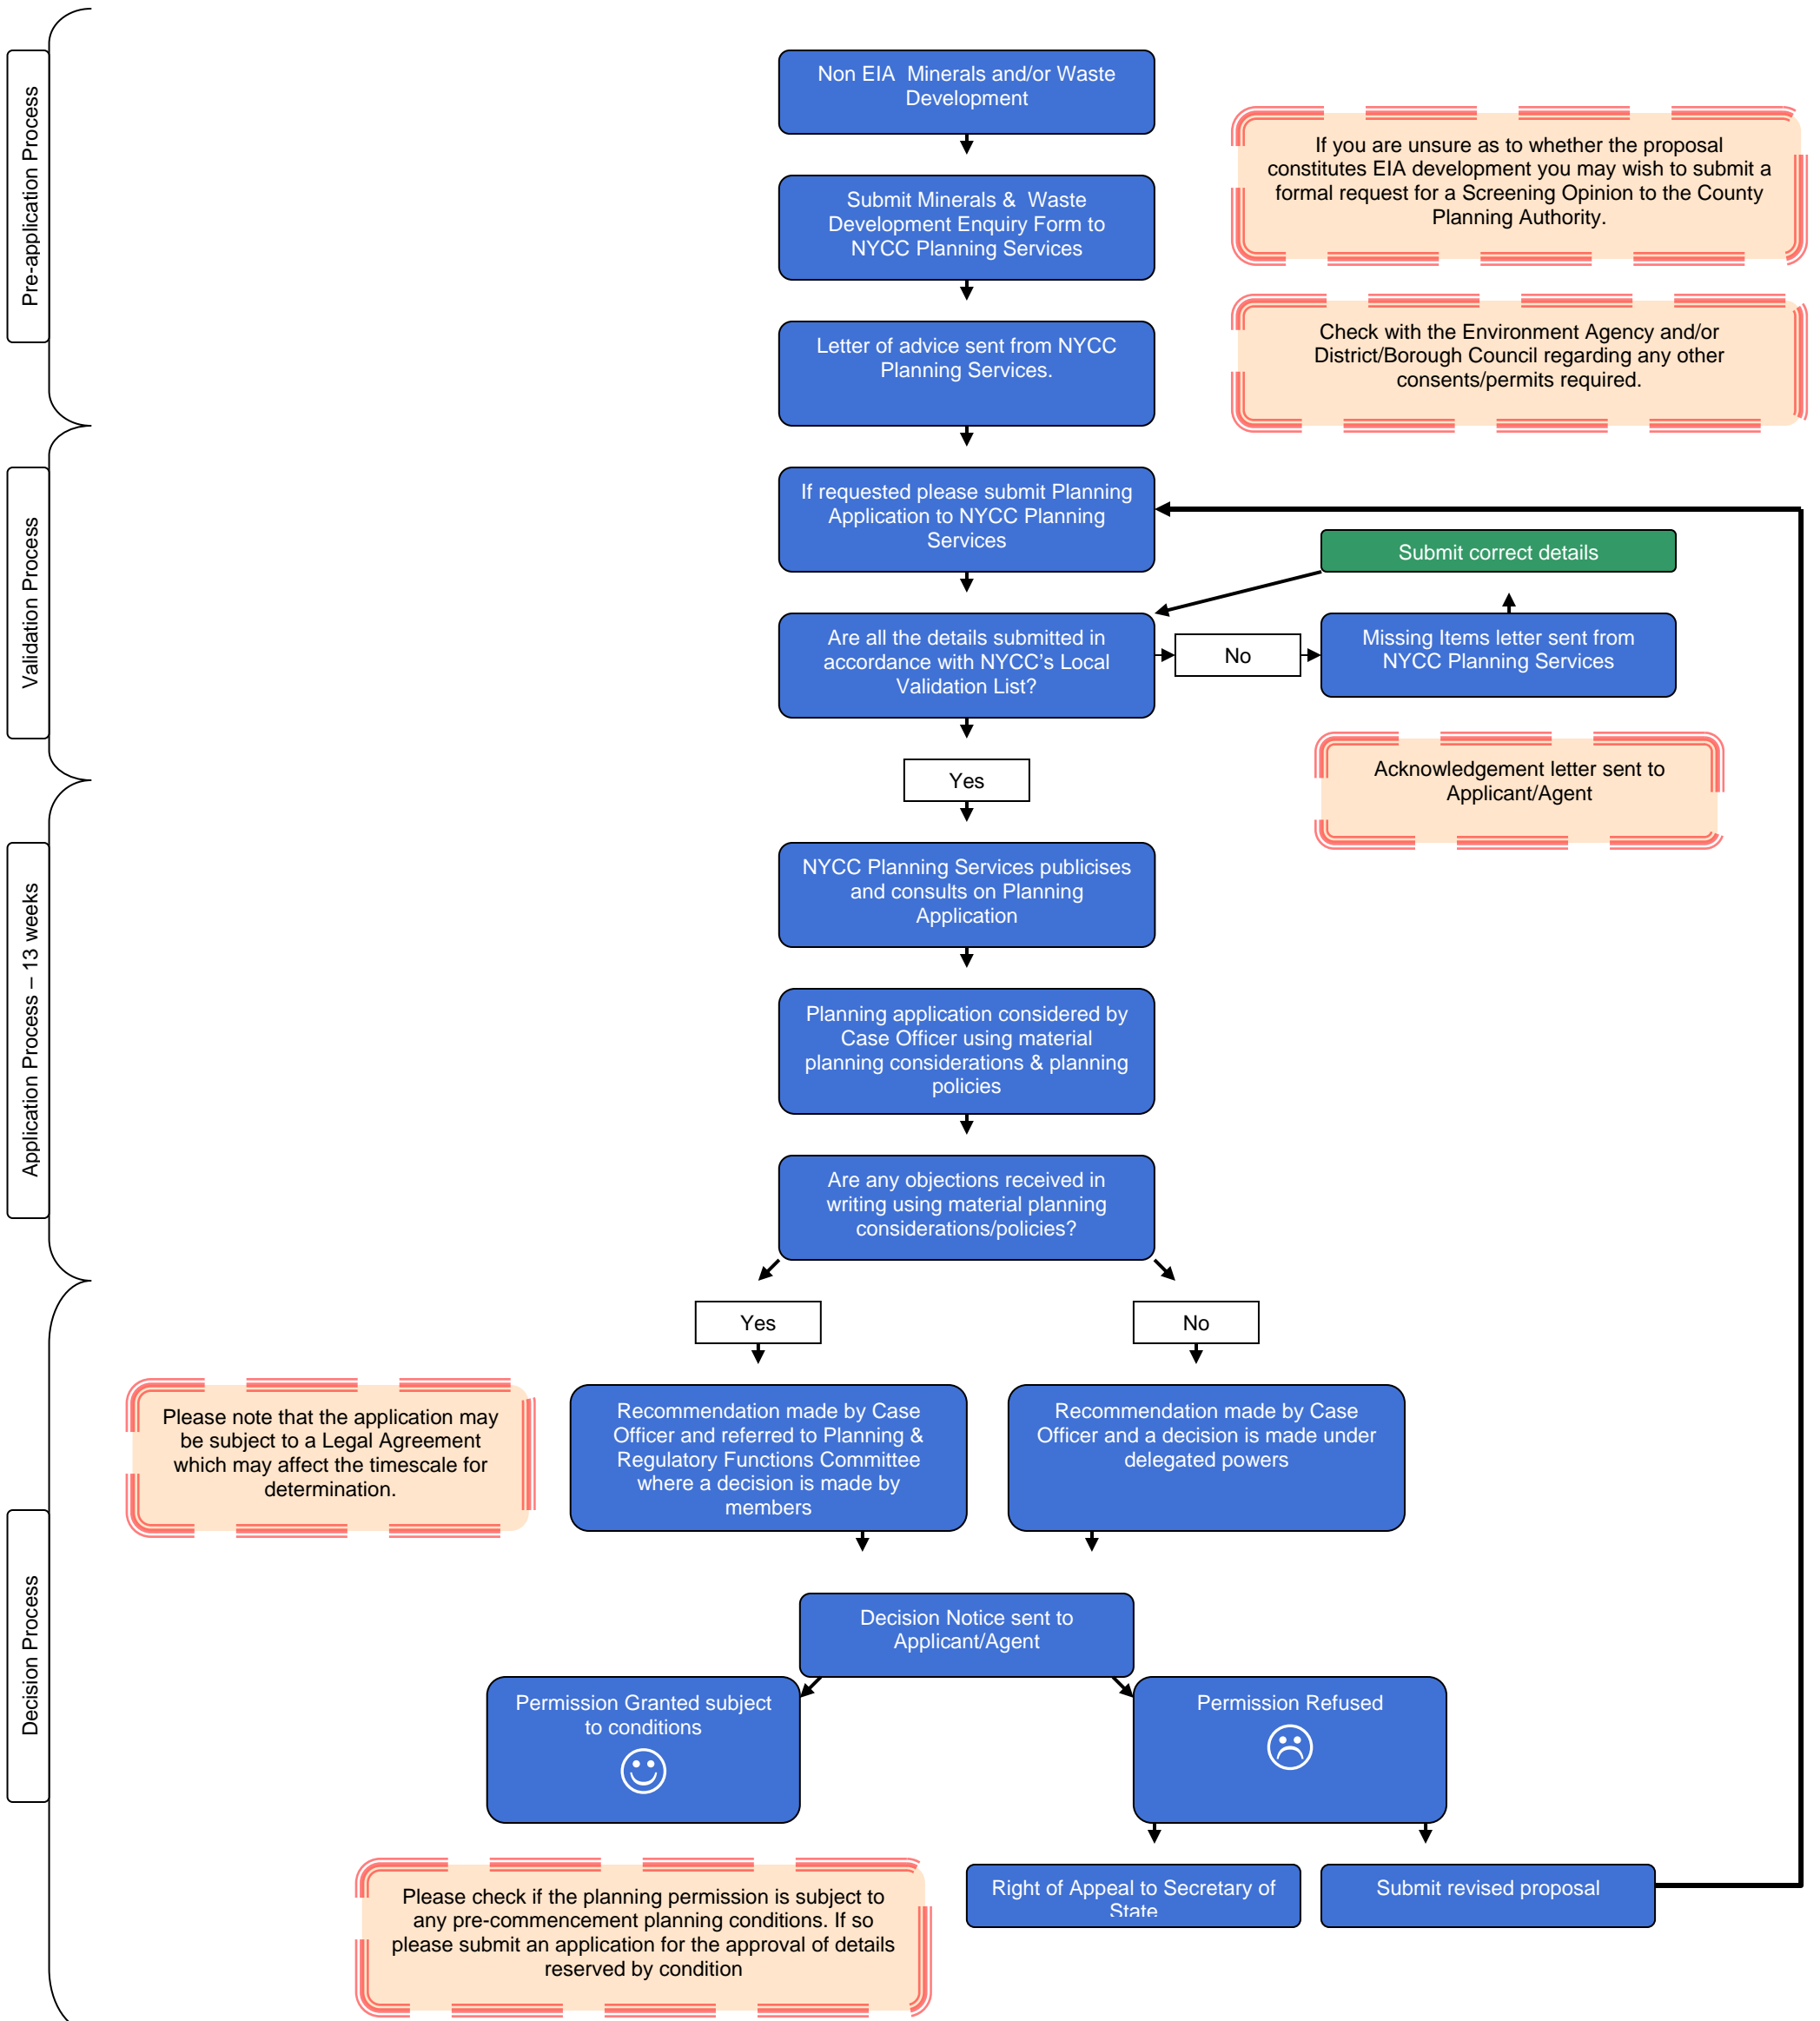 Pre-application Process
Non EIA  Minerals and/or Waste
Development
If you are unsure as to whether the proposal
constitutes EIA development you may wish to submit a
formal request for a Screening Opinion to the County
Planning Authority.
Submit Minerals &  Waste
Development Enquiry Form to
NYCC Planning Services
Check with the Environment Agency and/or
District/Borough Council regarding any other
consents/permits required.
Letter of advice sent from NYCC
Planning Services.
Validation Process
If requested please submit Planning
Application to NYCC Planning
Services
Submit correct details
Are all the details submitted in
accordance with NYCC’s Local
Validation List?
No
Missing Items letter sent from
NYCC Planning Services
Yes
Acknowledgement letter sent to
Applicant/Agent
Application Process – 13 weeks
NYCC Planning Services publicises
and consults on Planning
Application
Planning application considered by
Case Officer using material
planning considerations & planning
policies
Are any objections received in
writing using material planning
considerations/policies?
Yes
No
Decision Process
Please note that the application may
be subject to a Legal Agreement
which may affect the timescale for
determination.
Recommendation made by Case
Officer and referred to Planning &
Regulatory Functions Committee
where a decision is made by
members
Recommendation made by Case
Officer and a decision is made under
delegated powers
Decision Notice sent to
Applicant/Agent
Permission Granted subject
to conditions
Permission Refused
Please check if the planning permission is subject to
any pre-commencement planning conditions. If so
please submit an application for the approval of details
reserved by condition
Right of Appeal to Secretary of
State
Submit revised proposal